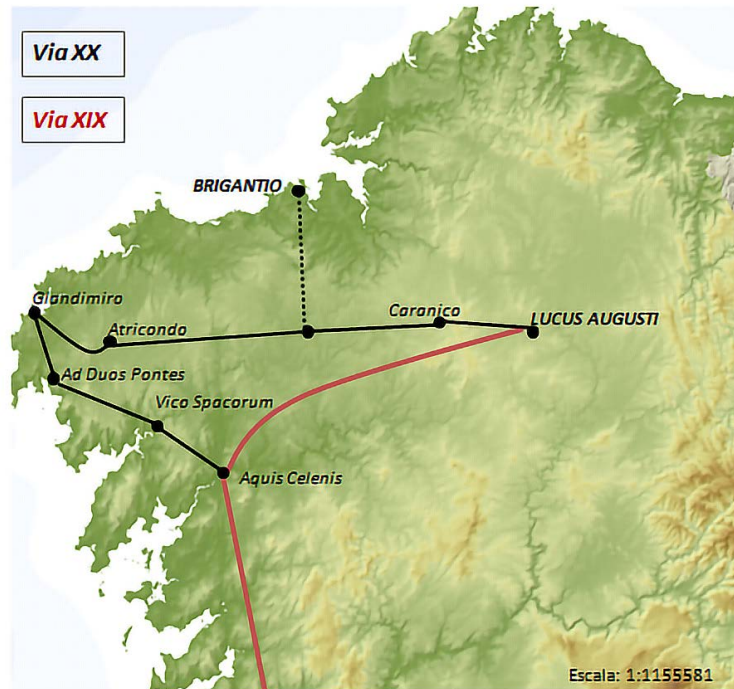 Via XX
Via XIX
BRIGANTIO
Glandimiro
Atricondo
Caranico
LUCUS AUGUSTI
Ad Duos Pontes
Vico Spacorum
Aquis Celenis
Escala: 1:1155581